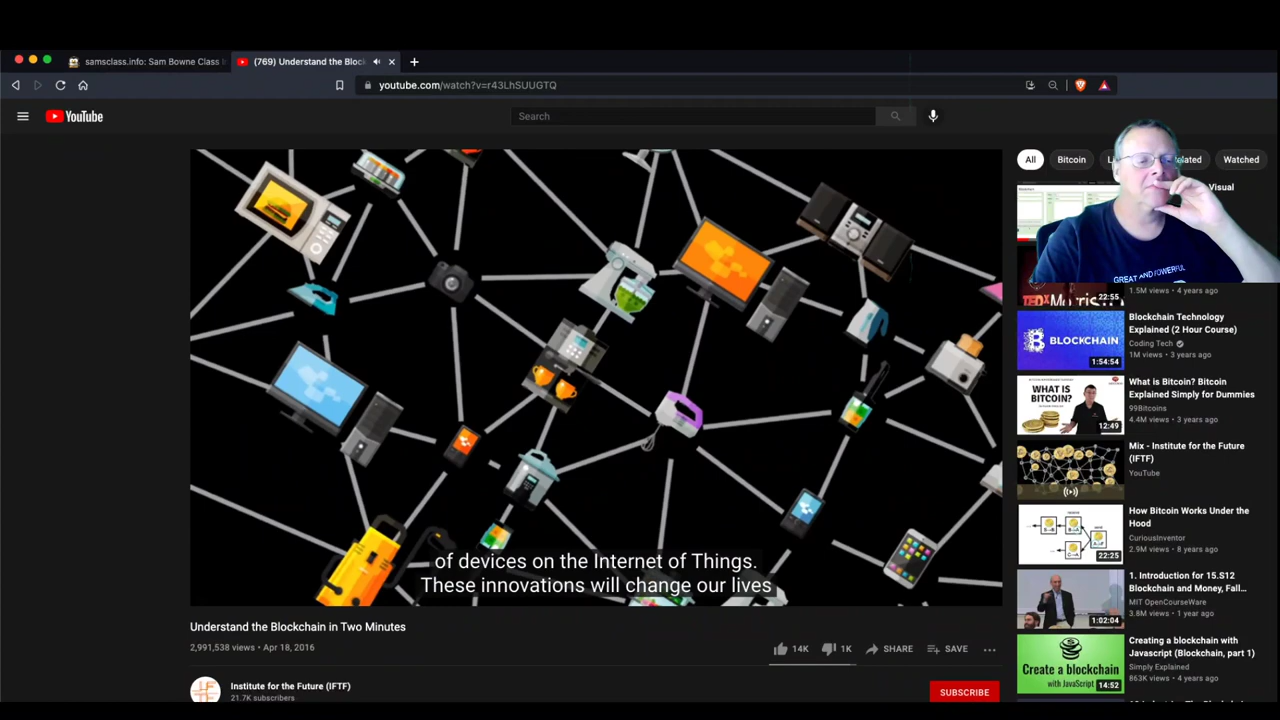 samsclass.info: Sam Bowne Class I
(769) Understand the Block
youtube.com/watch?v=r43LhSUUGTQ
YouTube
Search
All
Bitcoin
Watched
Visual
GREAT AND POWERFUL
22:55
1.5M views • 4 years ago
BLOCKCHAIN
1:54:54
Blockchain Technology
Explained (2 Hour Course)
Coding Tech
1M views • 3 years ago
WHAT IS
BITCOIN?
12:49
What is Bitcoin? Bitcoin
Explained Simply for Dummies
99Bitcoins
4.4M views • 3 years ago
Mix - Institute for the Future
(IFTF)
YouTube
22:25
How Bitcoin Works Under the
Hood
CuriousInventor
2.9M views • 8 years ago
1:02:04
1. Introduction for 15.S12
Blockchain and Money, Fall...
MIT OpenCourseWare
3.8M views • 1 year ago
Create a blockchain
with JavaScript
14:52
Creating a blockchain with
Javascript (Blockchain, part 1)
Simply Explained
863K views • 4 years ago
of devices on the Internet of Things.
These innovations will change our lives
Understand the Blockchain in Two Minutes
2,991,538 views • Apr 18, 2016
14K
1K
SHARE
SAVE
Institute for the Future (IFTF)
21.7K subscribers
SUBSCRIBE